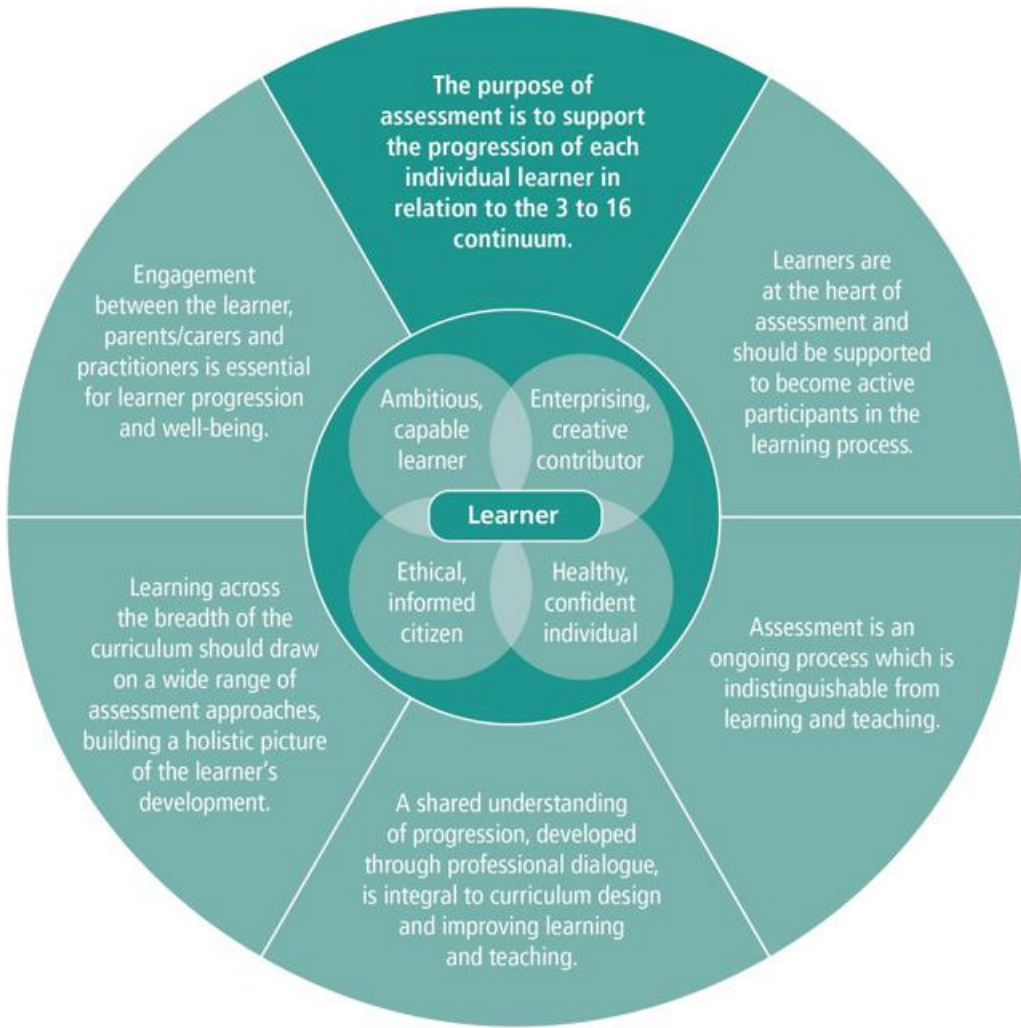 The purpose of
assessment is to support
the progression of each
individual learner in
relation to the 3 to 16
continuum.
Learners are
at the heart of
assessment and
should be supported
to become active
participants in the
learning process.
Assessment is an
ongoing process which is
indistinguishable from
learning and teaching.
A shared understanding
of progression, developed
through professional dialogue,
is integral to curriculum design
and improving learning
and teaching.
Learning across
the breadth of the
curriculum should draw
on a wide range of
assessment approaches,
building a holistic picture
of the learner’s
development.
Engagement
between the learner,
parents/carers and
practitioners is essential
for learner progression
and well-being.
Ambitious,
capable
learner
Enterprising,
creative
contributor
Learner
Ethical,
informed
citizen
Healthy,
confident
individual